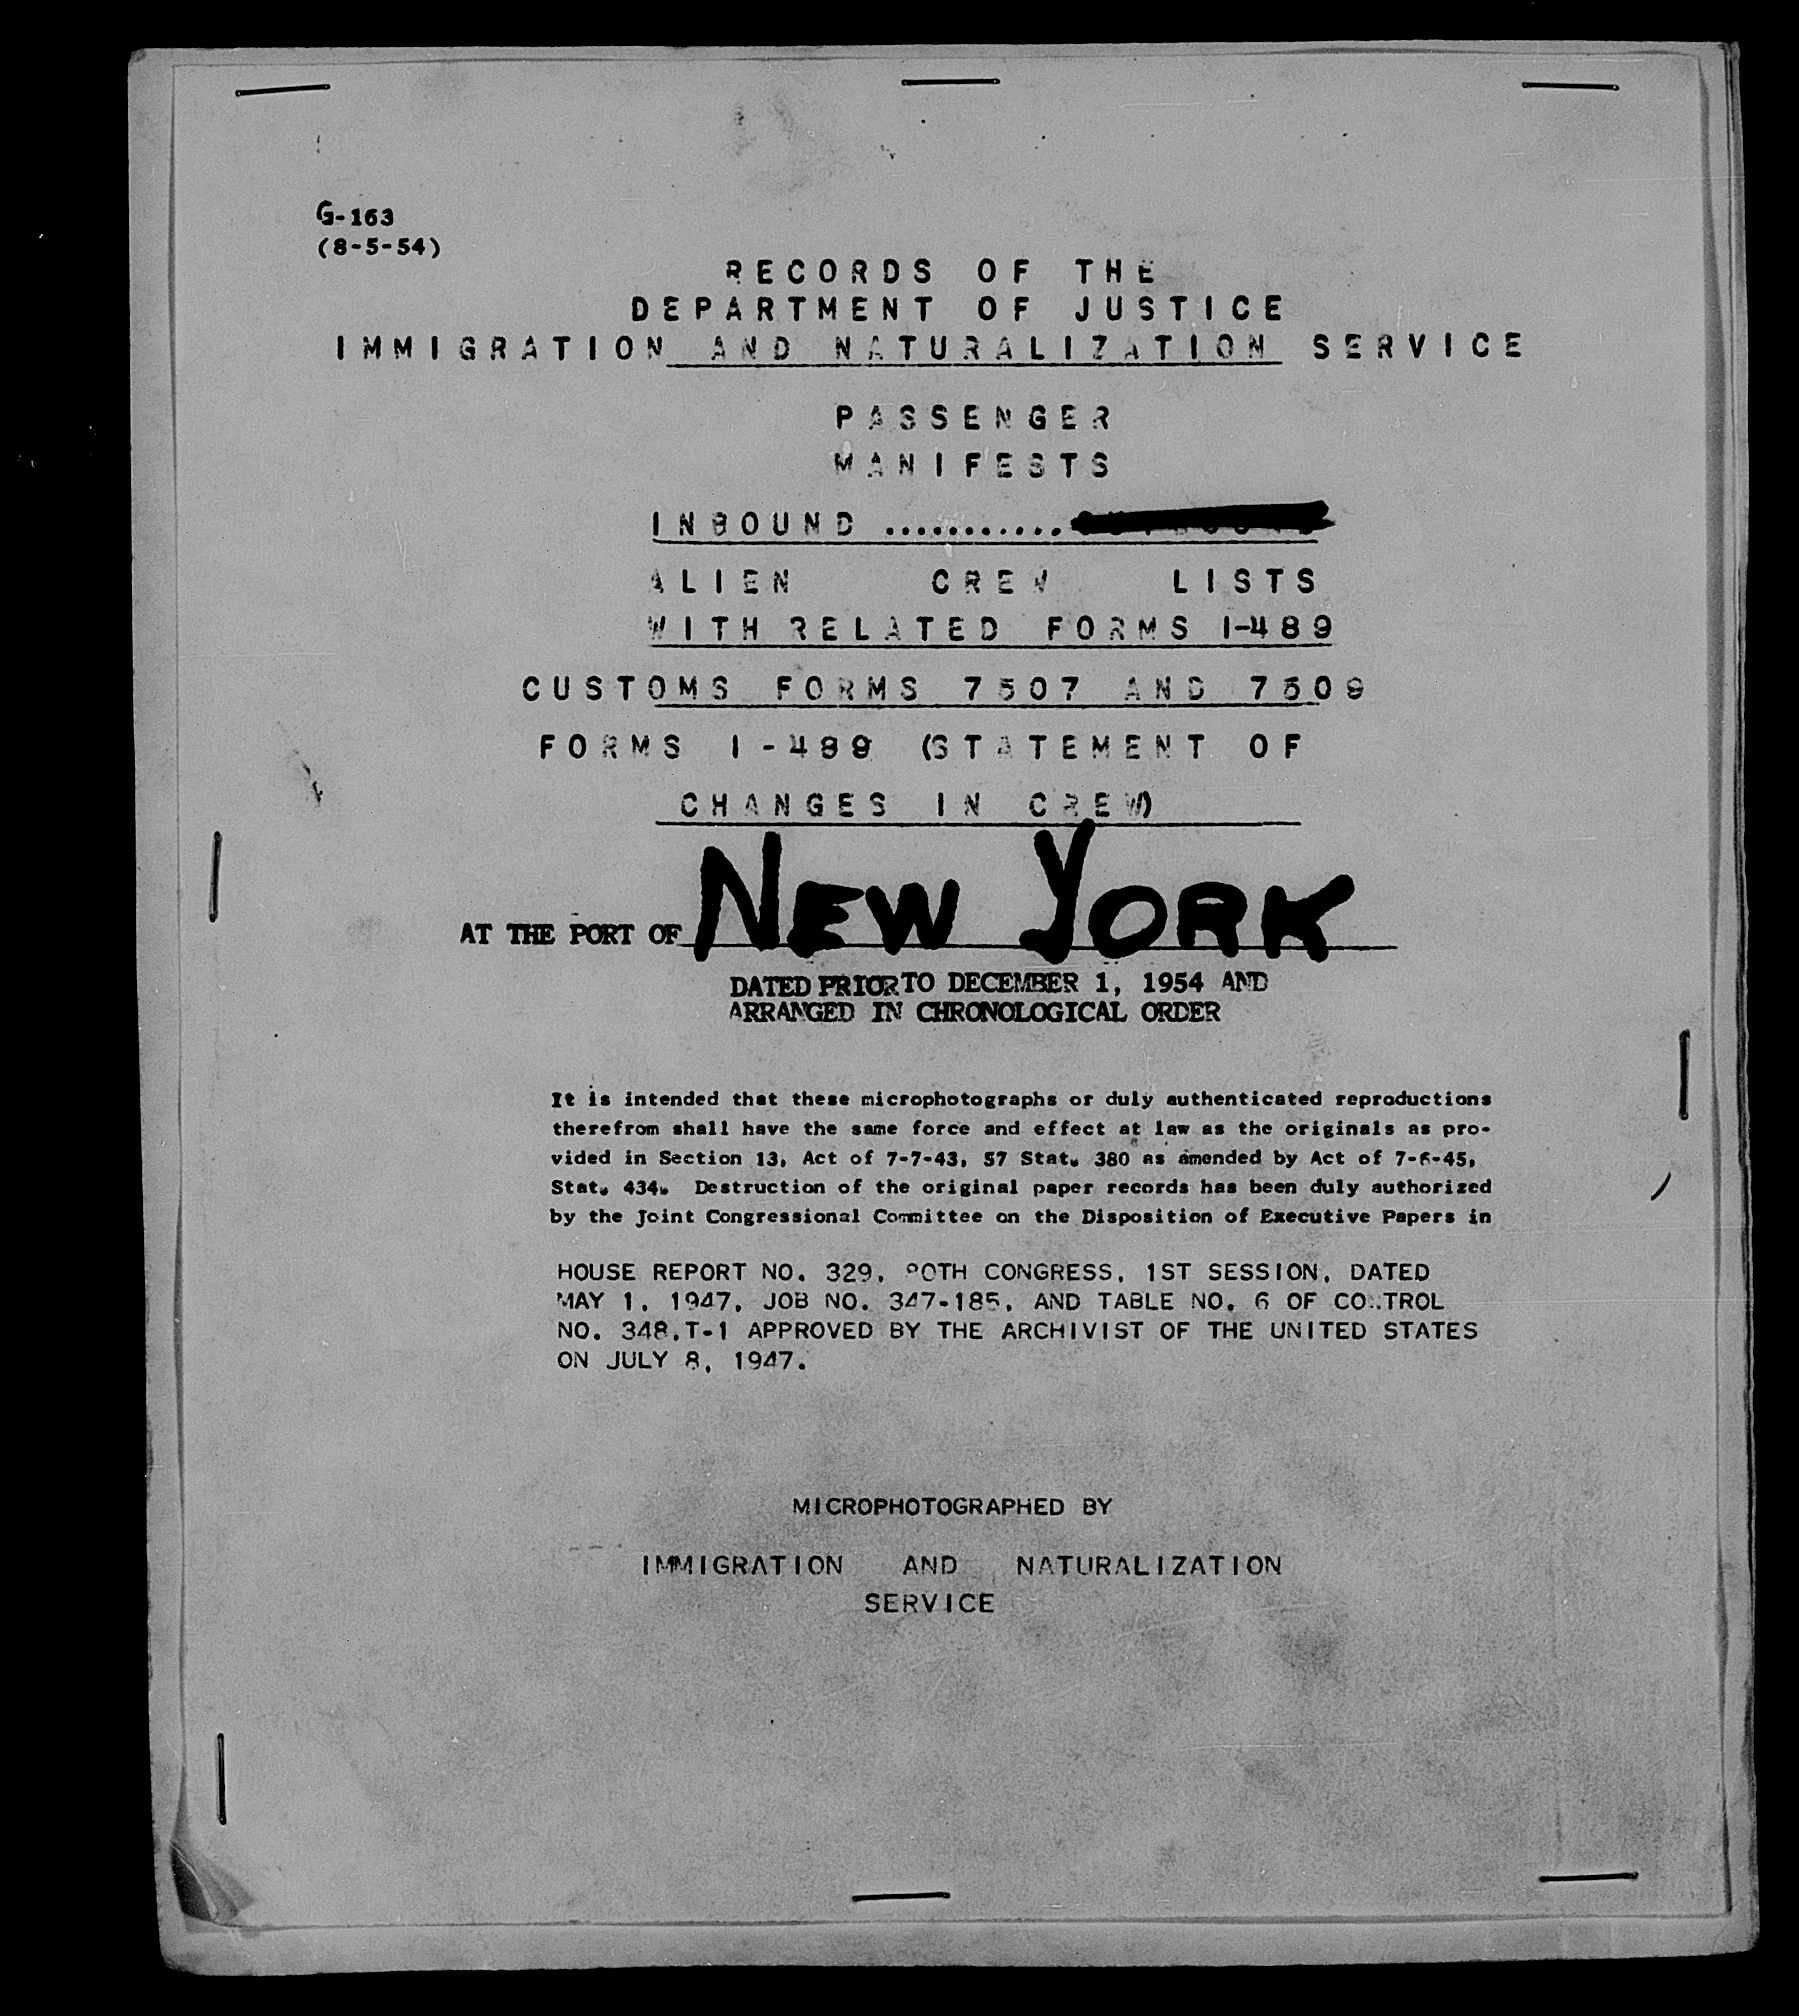 G-163
(8-5-54)
RECORDS OF THE
DEPARTMENT OF JUSTICE
IMMIGRATION AND NATURALIZATION SERVICE
PASSENGER
MANIFESTS
INBOUND ...........
ALIEN CREW LISTS
WITH RELATED FORMS I-489
CUSTOMS FORMS 7507 AND 7509
FORMS I-489 (STATEMENT OF
CHANGES IN CREW)
AT THE PORT OF NEW YORK
DATED PRIOR TO DECEMBER 1, 1954 AND
ARRANGED IN CHRONOLOGICAL ORDER
It is intended that these microphotographs or duly authenticated reproductions
therefrom shall have the same force and effect at law as the originals as pro-
vided in Section 13, Act of 7-7-43, 57 Stat. 380 as amended by Act of 7-6-45,
Stat. 434. Destruction of the original paper records has been duly authorized
by the Joint Congressional Committee on the Disposition of Executive Papers in
HOUSE REPORT NO. 329, 80TH CONGRESS, 1ST SESSION, DATED
MAY 1, 1947, JOB NO. 347-185, AND TABLE NO. 6 OF CONTROL
NO. 348,T-1 APPROVED BY THE ARCHIVIST OF THE UNITED STATES
ON JULY 8, 1947.
MICROPHOTOGRAPHED BY
IMMIGRATION AND NATURALIZATION
SERVICE